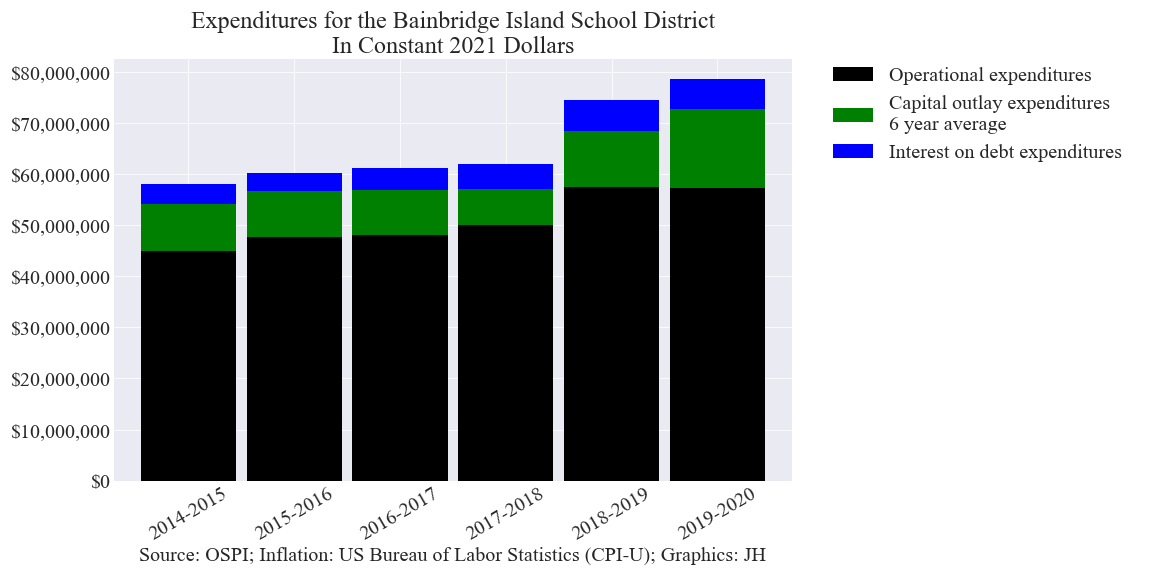 Expenditures for the Bainbridge Island School District
In Constant 2021 Dollars
$80,000,000
$70,000,000
$60,000,000
$50,000,000
$40,000,000
$30,000,000
$20,000,000
$10,000,000
$0
2014-2015
2015-2016
2016-2017
2017-2018
2018-2019
2019-2020
Source: OSPI; Inflation: US Bureau of Labor Statistics (CPI-U); Graphics: JH
Operational expenditures
Capital outlay expenditures
6 year average
Interest on debt expenditures